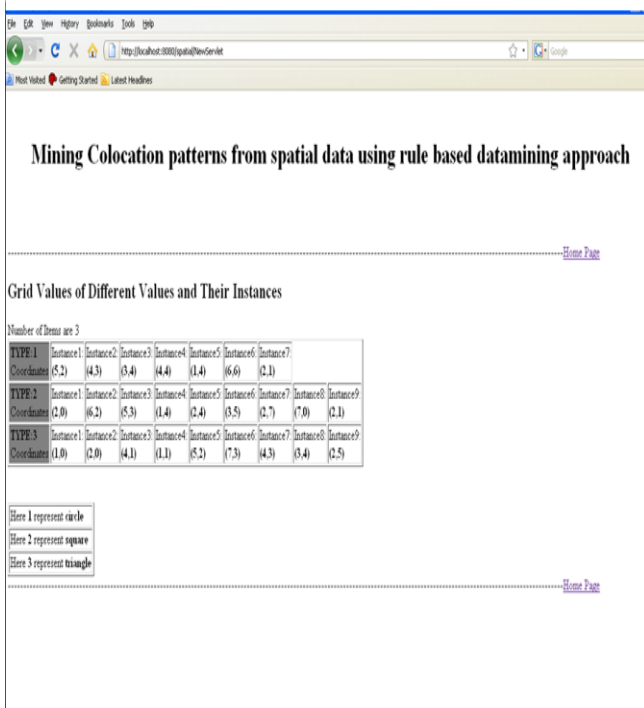 File Edit View History Bookmarks Tools Help
http://localhost:8080/spatial/NewServlet
Google
Most Visited Getting Started Latest Headlines
Mining Colocation patterns from spatial data using rule based datamining approach
Home Page
Grid Values of Different Values and Their Instances
Number of Items are 3
TYPE:1 Instance1: Instance2: Instance3: Instance4: Instance5: Instance6: Instance7:
Coordinates (5,2) (4,3) (3,4) (4,4) (1,4) (6,6) (2,1)
TYPE:2 Instance1: Instance2: Instance3: Instance4: Instance5: Instance6: Instance7: Instance8: Instance9:
Coordinates (2,0) (6,2) (5,3) (1,4) (2,4) (3,5) (2,7) (7,0) (2,1)
TYPE:3 Instance1: Instance2: Instance3: Instance4: Instance5: Instance6: Instance7: Instance8: Instance9:
Coordinates (1,0) (2,0) (4,1) (1,1) (5,2) (7,3) (4,3) (3,4) (2,5)
Here 1 represent circle
Here 2 represent square
Here 3 represent triangle
Home Page